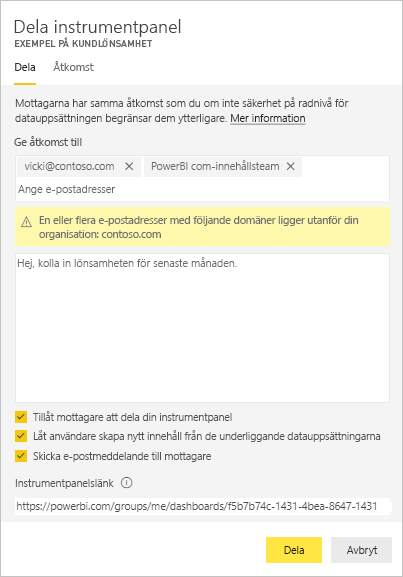 Dela instrumentpanel
EXEMPEL PÅ KUNDLÖNSAMHET
Dela Åtkomst
Mottagarna har samma åtkomst som du om inte säkerhet på radnivå för
datauppsättningen begränsar dem ytterligare. Mer information
Ge åtkomst till
vicki@contoso.com PowerBI com-innehållsteam
Ange e-postadresser
En eller flera e-postadresser med följande domäner ligger utanför din
organisation: contoso.com
Hej, kolla in lönsamheten för senaste månaden.
Tillåt mottagare att dela din instrumentpanel
Låt användare skapa nytt innehåll från de underliggande datauppsättningarna
Skicka e-postmeddelande till mottagare
Instrumentpanelslänk
https://powerbi.com/groups/me/dashboards/f5b7b74c-1431-4bea-8647-1431
Dela Avbryt